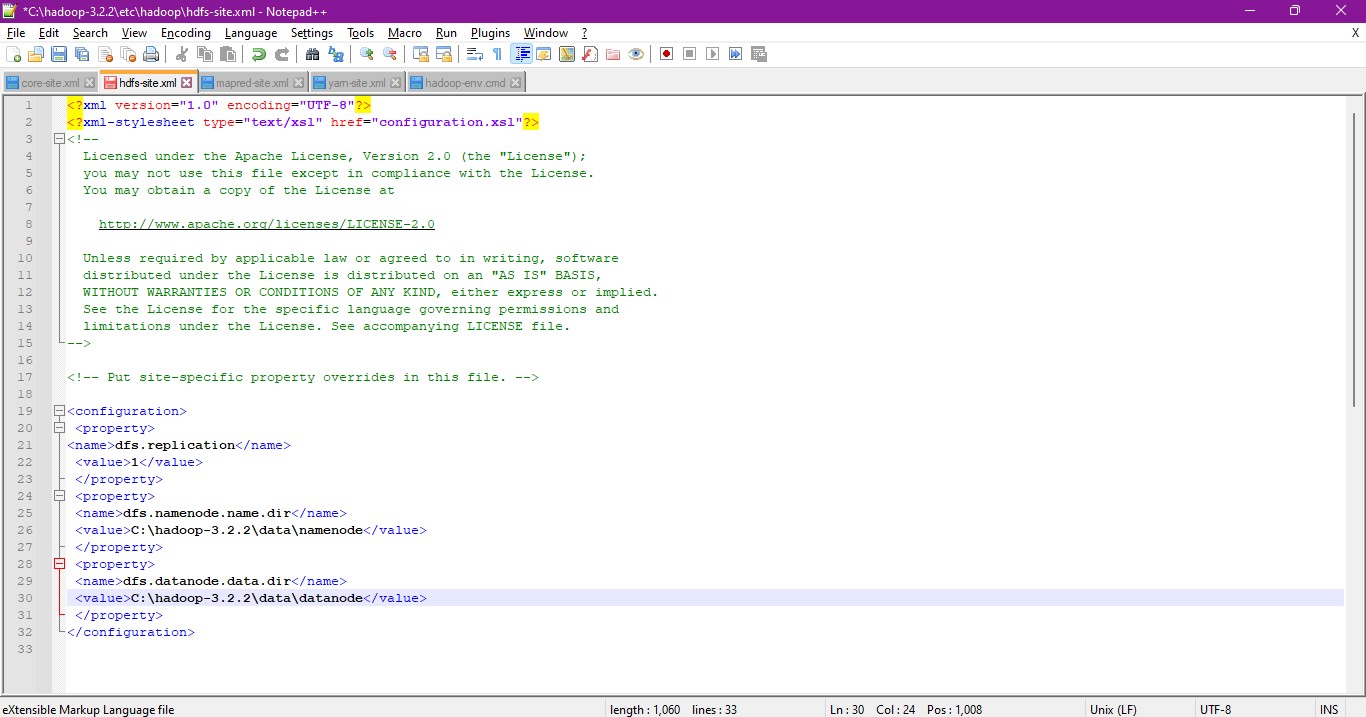 *C:\hadoop-3.2.2\etc\hadoop\hdfs-site.xml - Notepad++
File Edit Search View Encoding Language Settings Tools Macro Run Plugins Window ? X
core-site.xml hdfs-site.xml mapred-site.xml yarn-site.xml hadoop-env.cmd
1 <?xml version="1.0" encoding="UTF-8"?>
2 <?xml-stylesheet type="text/xsl" href="configuration.xsl"?>
3 <!--
4 Licensed under the Apache License, Version 2.0 (the "License");
5 you may not use this file except in compliance with the License.
6 You may obtain a copy of the License at
7
8 http://www.apache.org/licenses/LICENSE-2.0
9
10 Unless required by applicable law or agreed to in writing, software
11 distributed under the License is distributed on an "AS IS" BASIS,
12 WITHOUT WARRANTIES OR CONDITIONS OF ANY KIND, either express or implied.
13 See the License for the specific language governing permissions and
14 limitations under the License. See accompanying LICENSE file.
15 -->
16
17 <!-- Put site-specific property overrides in this file. -->
18
19 <configuration>
20 <property>
21 <name>dfs.replication</name>
22 <value>1</value>
23 </property>
24 <property>
25 <name>dfs.namenode.name.dir</name>
26 <value>C:\hadoop-3.2.2\data\namenode</value>
27 </property>
28 <property>
29 <name>dfs.datanode.data.dir</name>
30 <value>C:\hadoop-3.2.2\data\datanode</value>
31 </property>
32 </configuration>
33
eXtensible Markup Language file length : 1,060 lines : 33 Ln : 30 Col : 24 Pos : 1,008 Unix (LF) UTF-8 INS